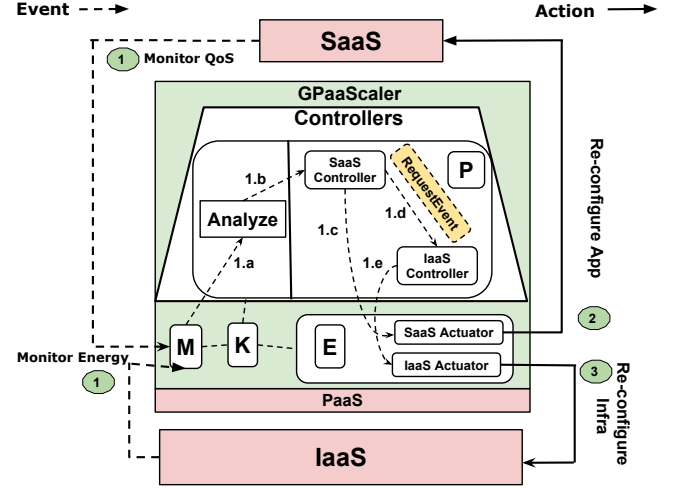 Event
Action
SaaS
1
Monitor QoS
GPaaScaler
Controllers
SaaS
Controller
RequestEvent
P
1.b
1.d
Analyze
1.c
1.a
1.e
IaaS
Controller
Re-configure App
2
M
K
E
SaaS Actuator
IaaS Actuator
Monitor Energy
1
3
Re-configure
Infra
PaaS
IaaS